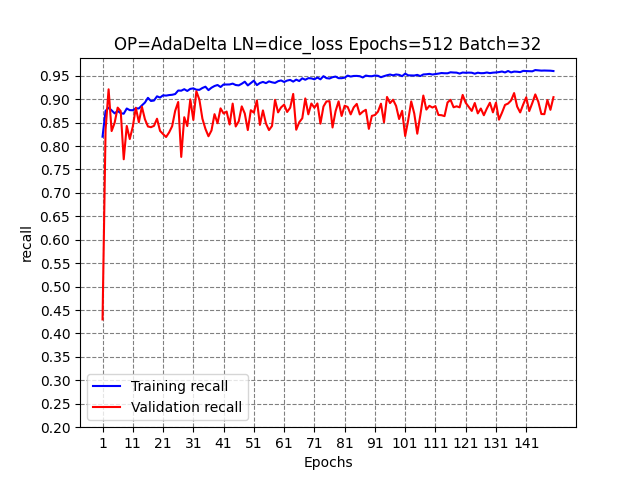 OP=AdaDelta LN=dice_loss Epochs=512 Batch=32
0.95
0.90
0.85
0.80
0.75
0.70
0.65
0.60
0.55
0.50
0.45
0.40
0.35
0.30
0.25
0.20
recall
Training recall
Validation recall
1 11 21 31 41 51 61 71 81 91 101 111 121 131 141
Epochs